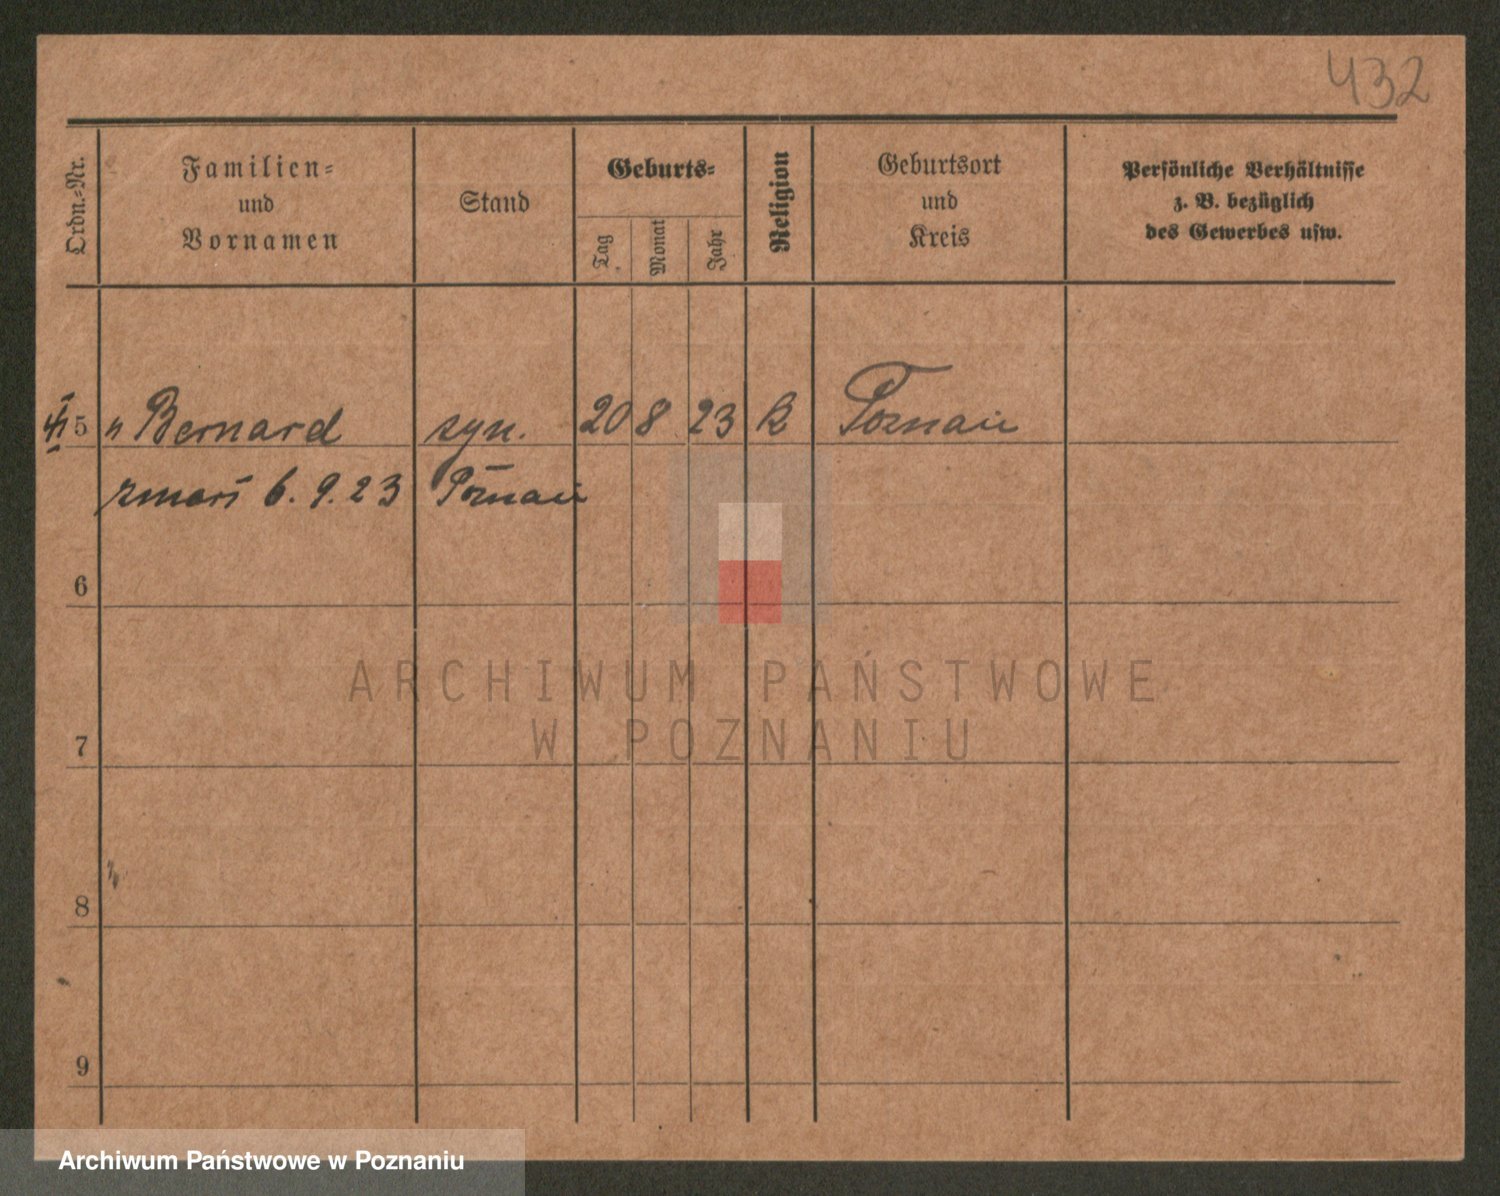 432
Ordn.-Nr.
Familien-
und
Vornamen
Stand
Geburts-
Tag
Monat
Jahr
Religion
Geburtsort
und
Kreis
Persönliche Verhältnisse
z. B. bezüglich
des Gewerbes usw.
5 " Bernard syn. 20 8 23 k Poznań
zmarł 6.9.23 Poznań
6
7
8
9
ARCHIWUM PAŃSTWOWE
W POZNANIU
Archiwum Państwowe w Poznaniu